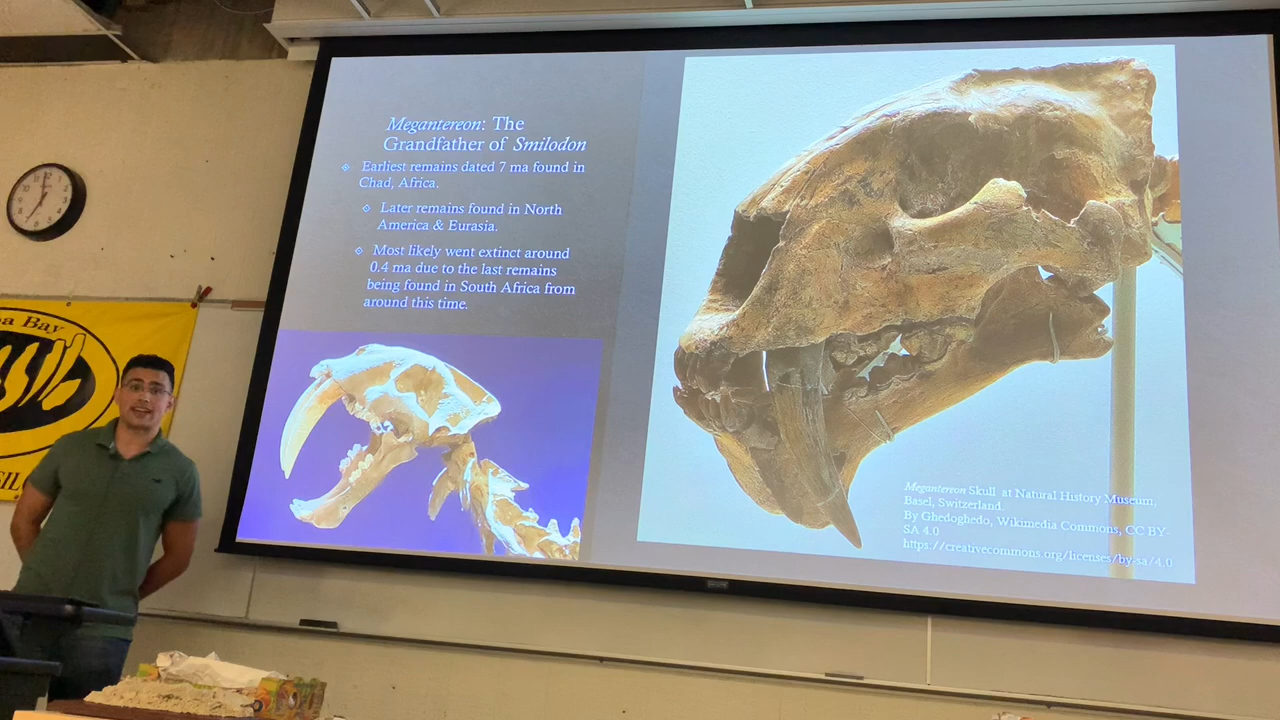 Megantereon: The
Grandfather of Smilodon
Earliest remains dated 7 ma found in
Chad, Africa.
Later remains found in North
America & Eurasia.
Most likely went extinct around
0.4 ma due to the last remains
being found in South Africa from
around this time.
Megantereon Skull at Natural History Museum,
Basel, Switzerland.
By Ghedoghedo, Wikimedia Commons, CC BY-
SA 4.0
https://creativecommons.org/licenses/by-sa/4.0
Bay